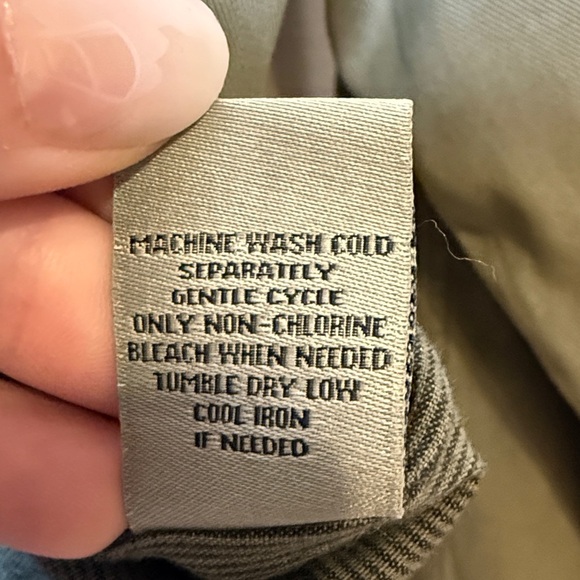 MACHINE WASH COLD
SEPARATELY
GENTLE CYCLE
ONLY NON-CHLORINE
BLEACH WHEN NEEDED
TUMBLE DRY LOW
COOL IRON
IF NEEDED